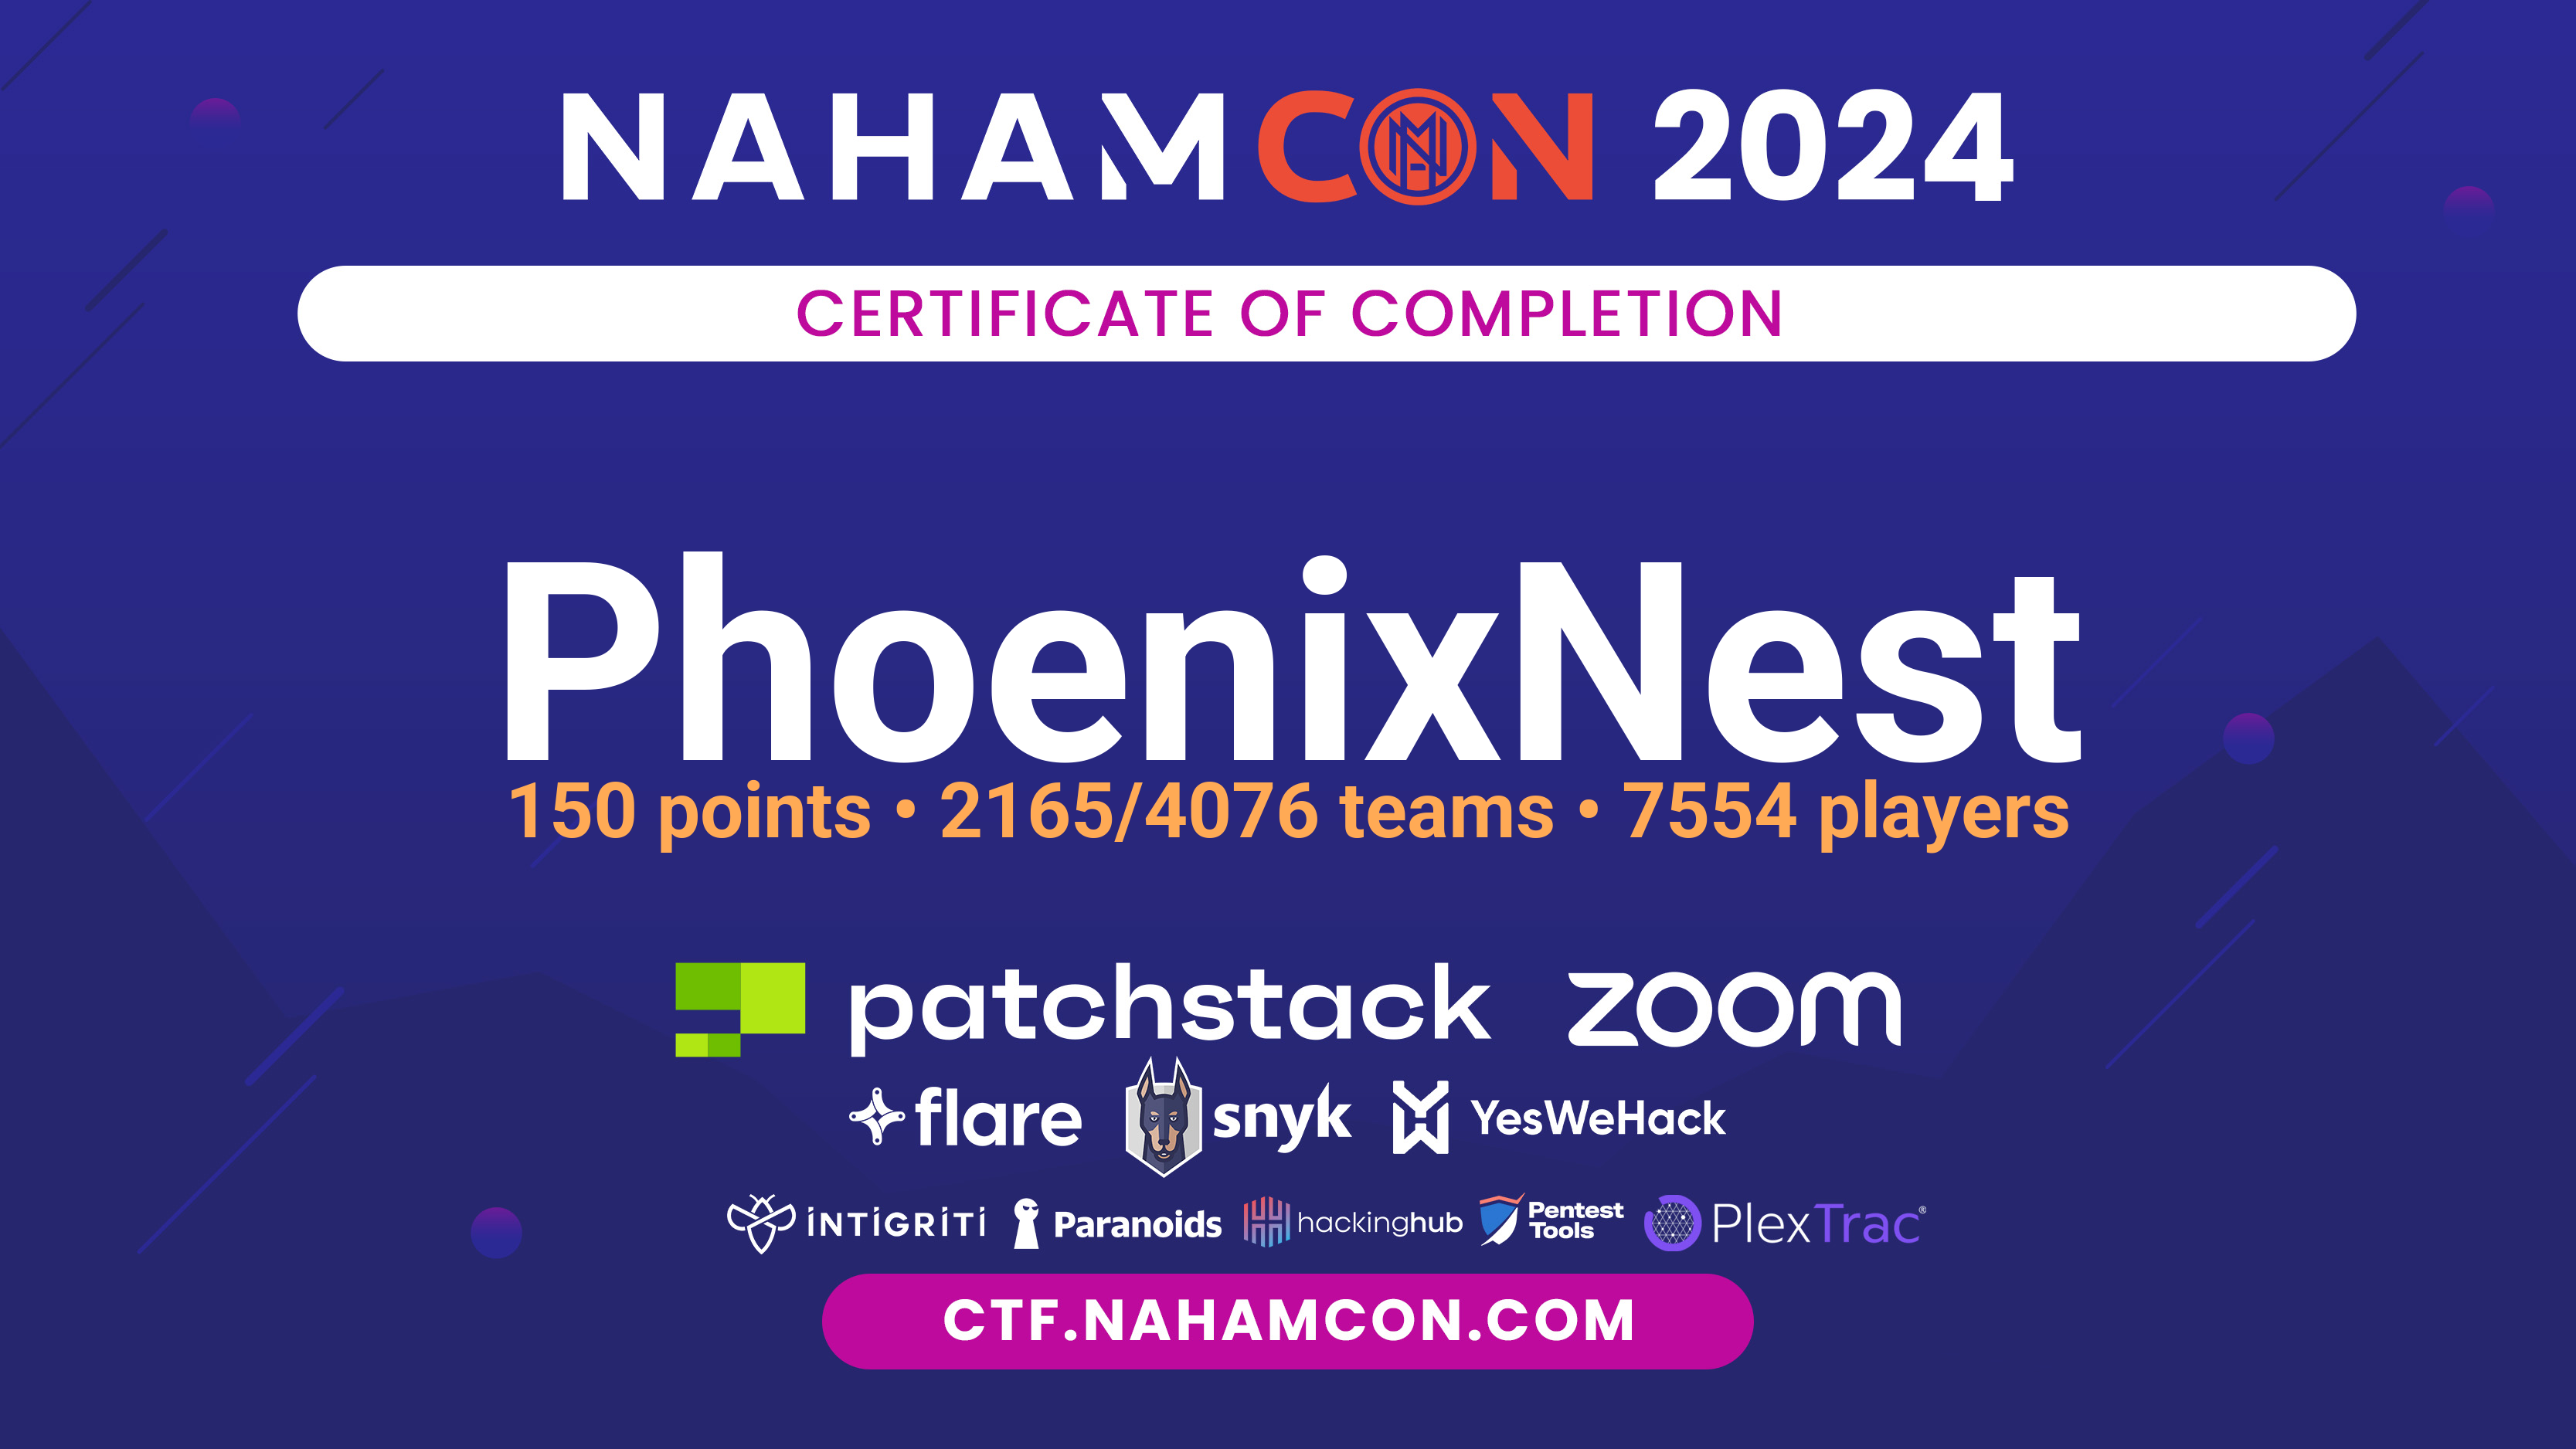 NAHAMCON 2024
CERTIFICATE OF COMPLETION
PhoenixNest
150 points • 2165/4076 teams • 7554 players
patchstack zoom
flare snyk YesWeHack
INTIGRITI Paranoids hackinghub Pentest Tools PlexTrac®
CTF.NAHAMCON.COM